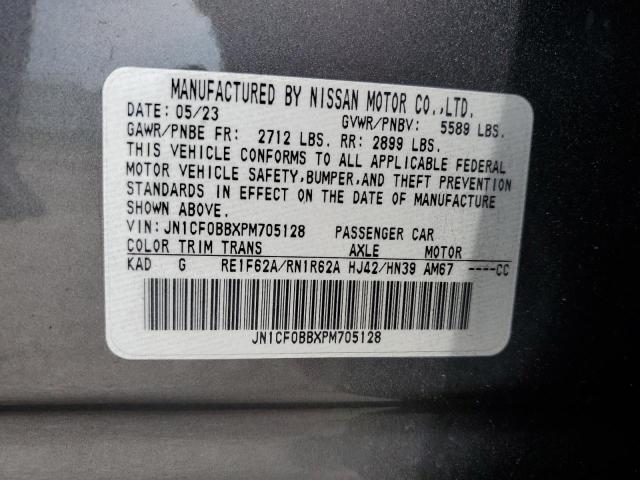 MANUFACTURED BY NISSAN MOTOR CO.,LTD.
DATE: 05/23 GVWR/PNBV: 5589 LBS.
GAWR/PNBE FR: 2712 LBS. RR: 2899 LBS.
THIS VEHICLE CONFORMS TO ALL APPLICABLE FEDERAL
MOTOR VEHICLE SAFETY,BUMPER,AND THEFT PREVENTION
STANDARDS IN EFFECT ON THE DATE OF MANUFACTURE
SHOWN ABOVE.
VIN: JN1CF0BBXPM705128 PASSENGER CAR
COLOR TRIM TRANS AXLE MOTOR
KAD G RE1F62A/RN1R62A HJ42/HN39 AM67 ----CC
JN1CF0BBXPM705128